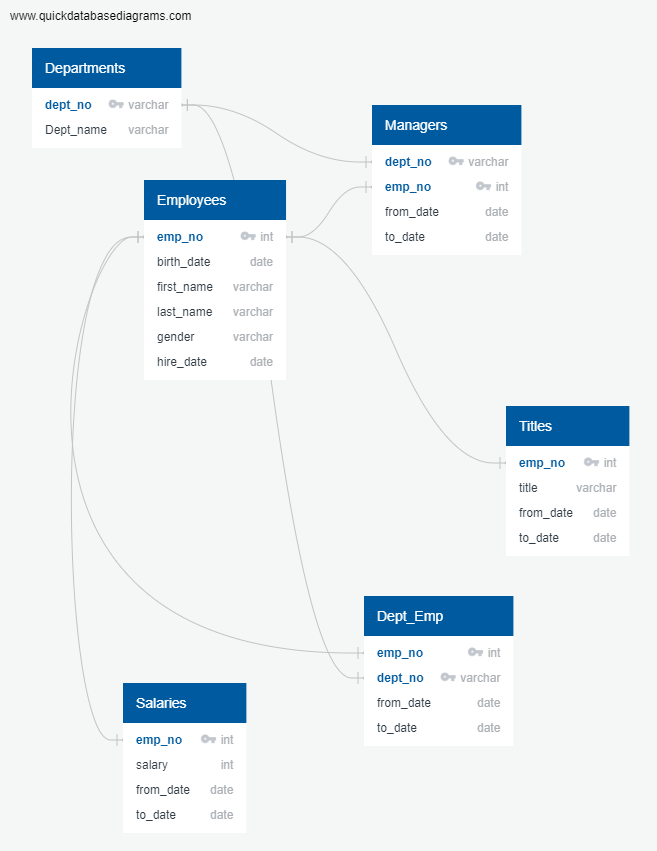 www.quickdatabasediagrams.com
Departments
dept_no varchar
Dept_name varchar
Managers
dept_no varchar
emp_no int
from_date date
to_date date
Employees
emp_no int
birth_date date
first_name varchar
last_name varchar
gender varchar
hire_date date
Titles
emp_no int
title varchar
from_date date
to_date date
Dept_Emp
emp_no int
dept_no varchar
from_date date
to_date date
Salaries
emp_no int
salary int
from_date date
to_date date